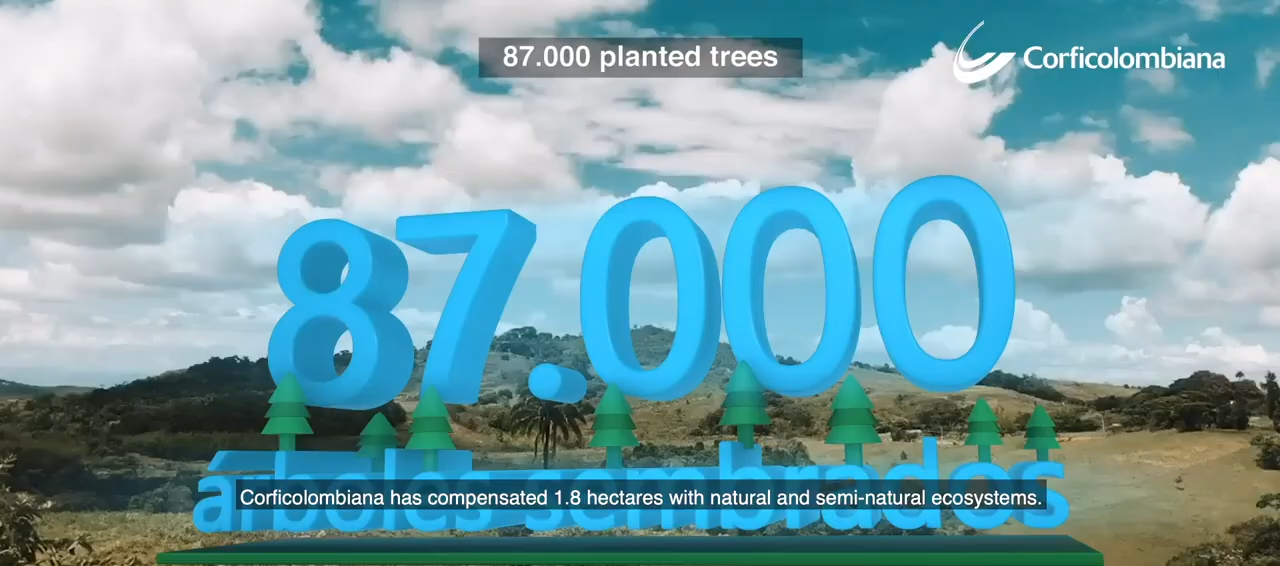 87.000 planted trees
Corficolombiana
87.000
árboles sembrados
Corficolombiana has compensated 1.8 hectares with natural and semi-natural ecosystems.